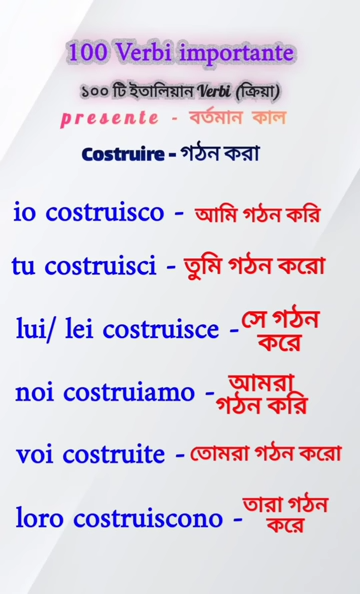 100 Verbi importante
১০০ টি ইতালিয়ান Verbi (ক্রিয়া)
presente - বর্তমান কাল
Costruire - গঠন করা
io costruisco - আমি গঠন করি
tu costruisci - তুমি গঠন করো
lui/ lei costruisce - সে গঠন করে
noi costruiamo - আমরা গঠন করি
voi costruite - তোমরা গঠন করো
loro costruiscono - তারা গঠন করে